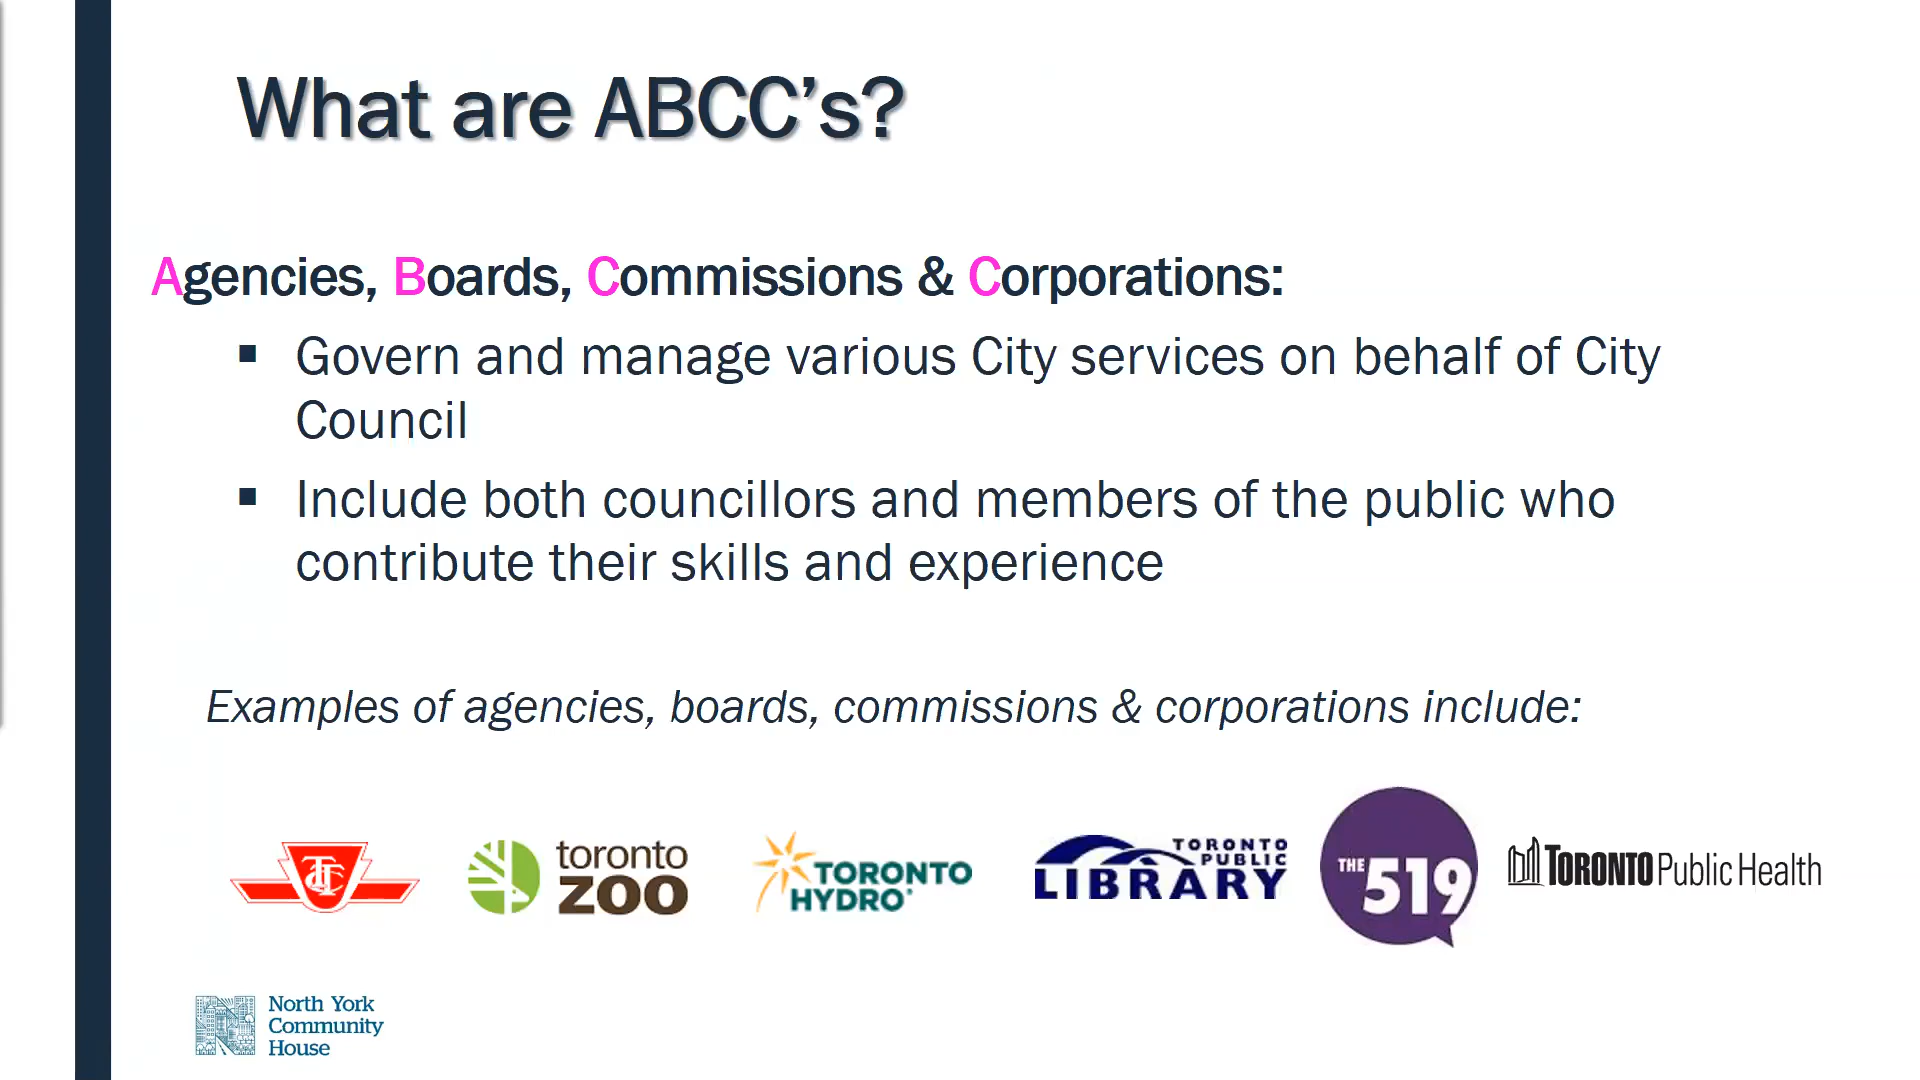 What are ABCC’s?
Agencies, Boards, Commissions & Corporations:
▪ Govern and manage various City services on behalf of City
Council
▪ Include both councillors and members of the public who
contribute their skills and experience
Examples of agencies, boards, commissions & corporations include:
TTC
toronto
zoo
TORONTO
HYDRO
TORONTO
PUBLIC
LIBRARY
THE 519
TORONTO Public Health
North York
Community
House